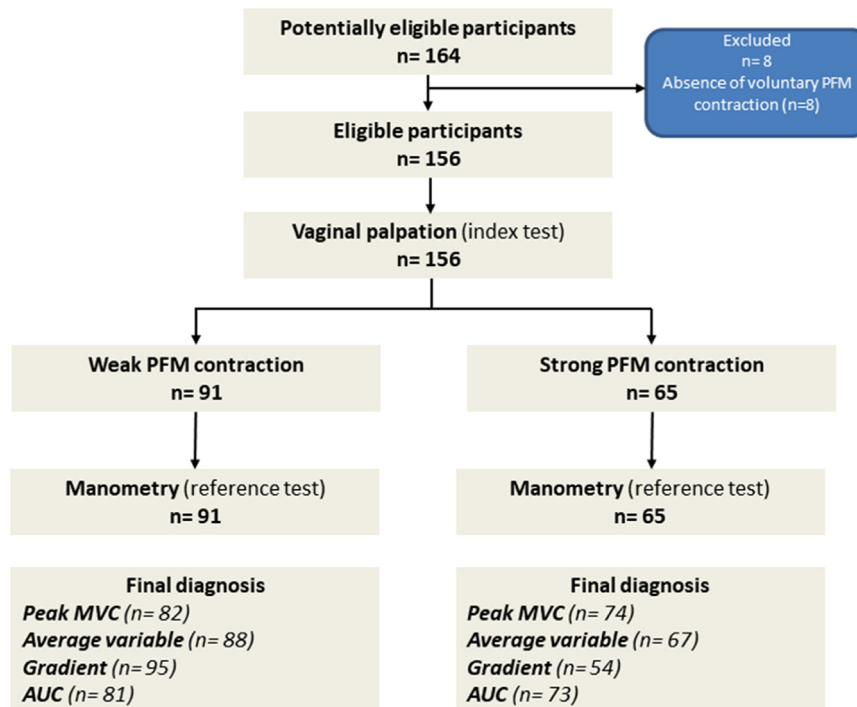 Potentially eligible participants
n= 164
Excluded
n= 8
Absence of voluntary PFM
contraction (n=8)
Eligible participants
n= 156
Vaginal palpation (index test)
n= 156
Weak PFM contraction
n= 91
Strong PFM contraction
n= 65
Manometry (reference test)
n= 91
Manometry (reference test)
n= 65
Final diagnosis
Peak MVC (n= 82)
Average variable (n= 88)
Gradient (n= 95)
AUC (n= 81)
Final diagnosis
Peak MVC (n= 74)
Average variable (n= 67)
Gradient (n= 54)
AUC (n= 73)